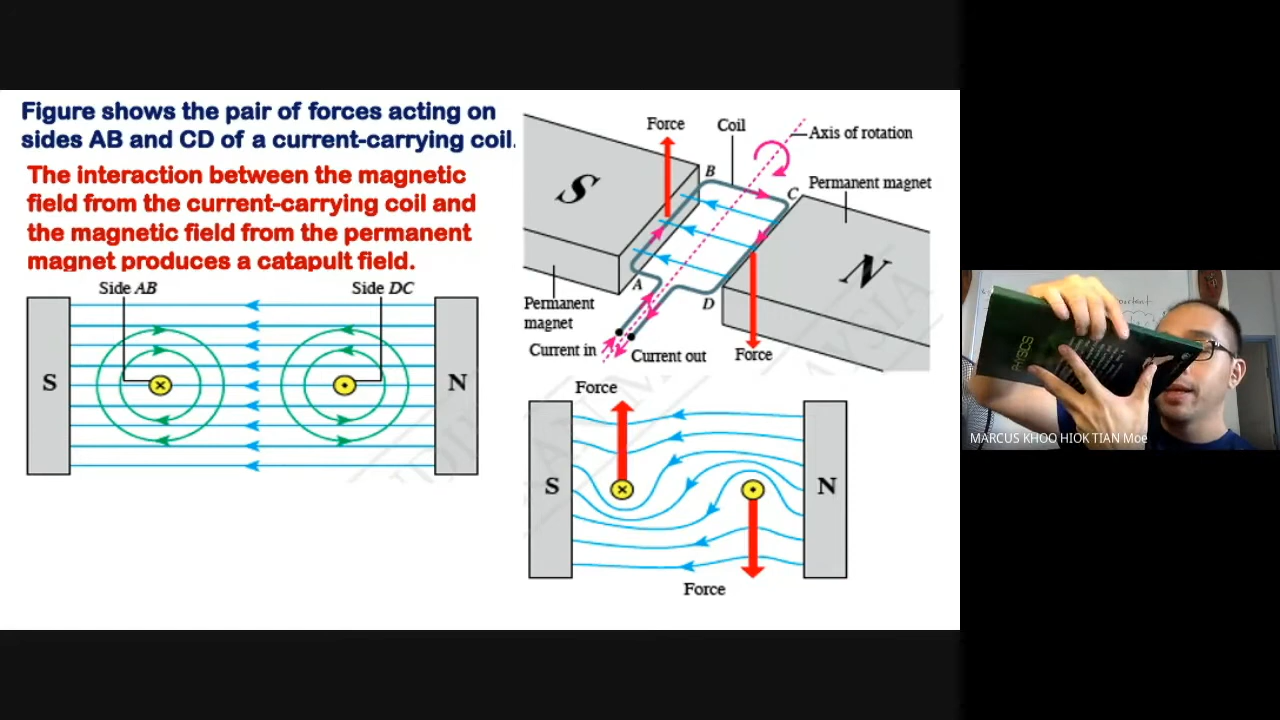 Figure shows the pair of forces acting on
sides AB and CD of a current-carrying coil.
The interaction between the magnetic
field from the current-carrying coil and
the magnetic field from the permanent
magnet produces a catapult field.
Side AB
Side DC
S
N
Force
Coil
Axis of rotation
B
C
Permanent magnet
S
N
A
D
Permanent
magnet
Current in
Current out
Force
Force
S
N
Force
PHYSICS
MARCUS KHOO HIOK TIAN Moe